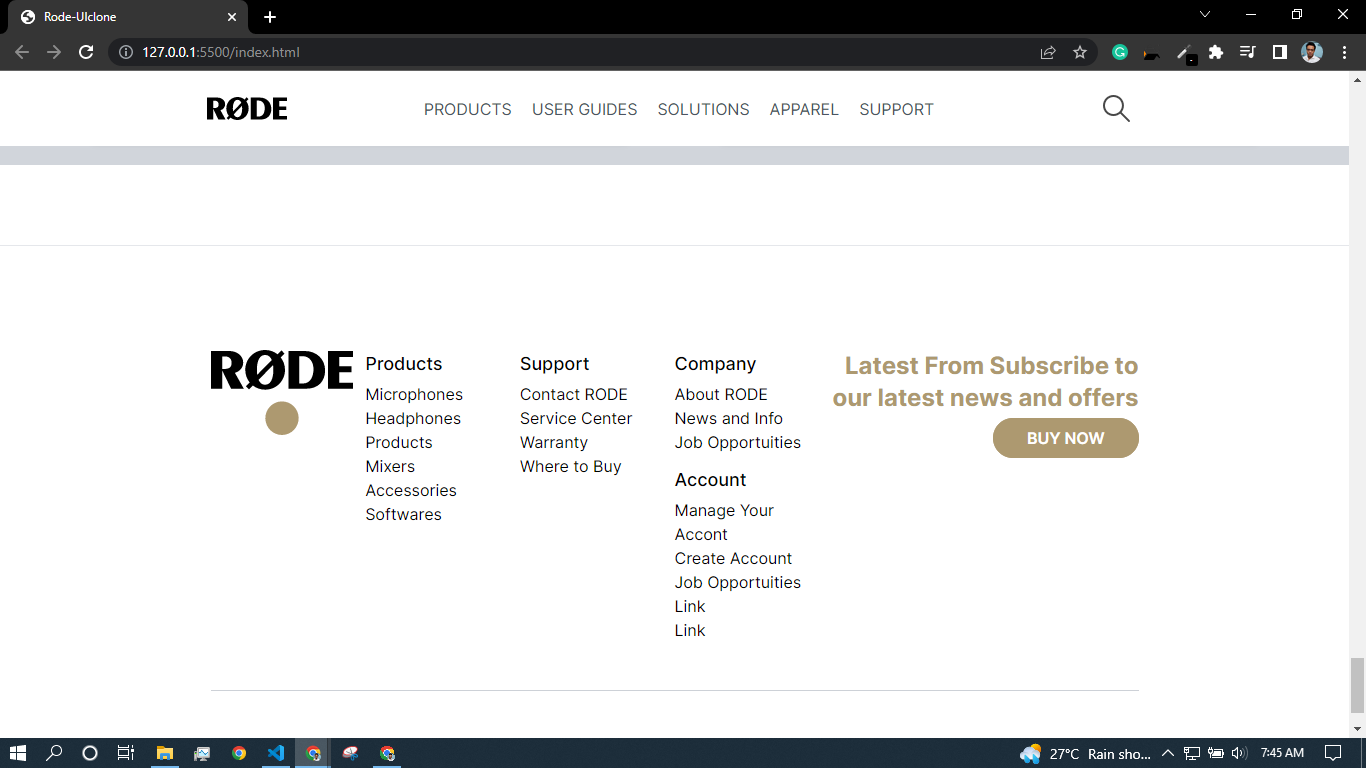 Rode-UIclone
127.0.0.1:5500/index.html
RØDE
PRODUCTS USER GUIDES SOLUTIONS APPAREL SUPPORT
RØDE
Products
Microphones
Headphones
Products
Mixers
Accessories
Softwares
Support
Contact RODE
Service Center
Warranty
Where to Buy
Company
About RODE
News and Info
Job Opportuities
Account
Manage Your
Accont
Create Account
Job Opportuities
Link
Link
Latest From Subscribe to
our latest news and offers
BUY NOW
27°C Rain sho... 7:45 AM